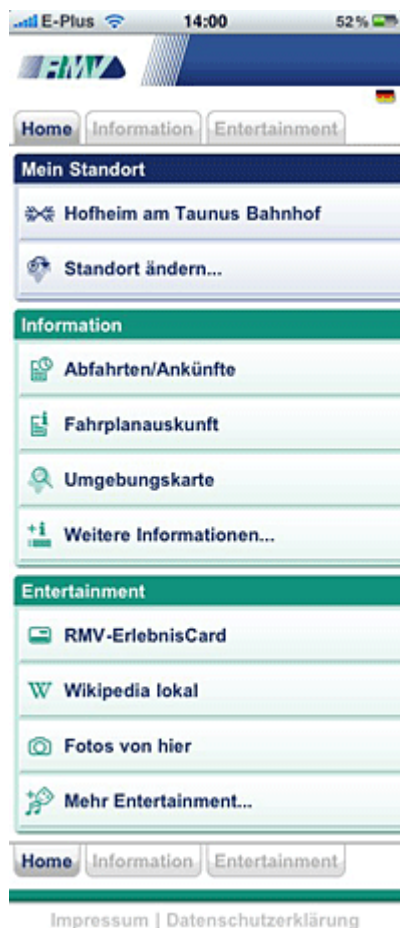 E-Plus 14:00 52 %
RMV
Home Information Entertainment
Mein Standort
Hofheim am Taunus Bahnhof
Standort ändern...
Information
Abfahrten/Ankünfte
Fahrplanauskunft
Umgebungskarte
Weitere Informationen...
Entertainment
RMV-ErlebnisCard
Wikipedia lokal
Fotos von hier
Mehr Entertainment...
Home Information Entertainment
Impressum | Datenschutzerklärung